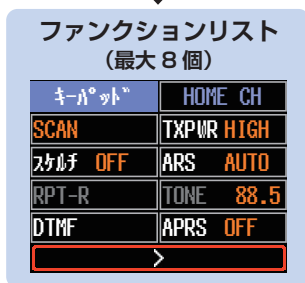 ファンクションリスト
（最大 8 個）
ｷｰﾊﾟｯﾄﾞ HOME CH
SCAN TXPWR HIGH
ｽｹﾙﾁ OFF ARS AUTO
RPT-R TONE 88.5
DTMF APRS OFF
>